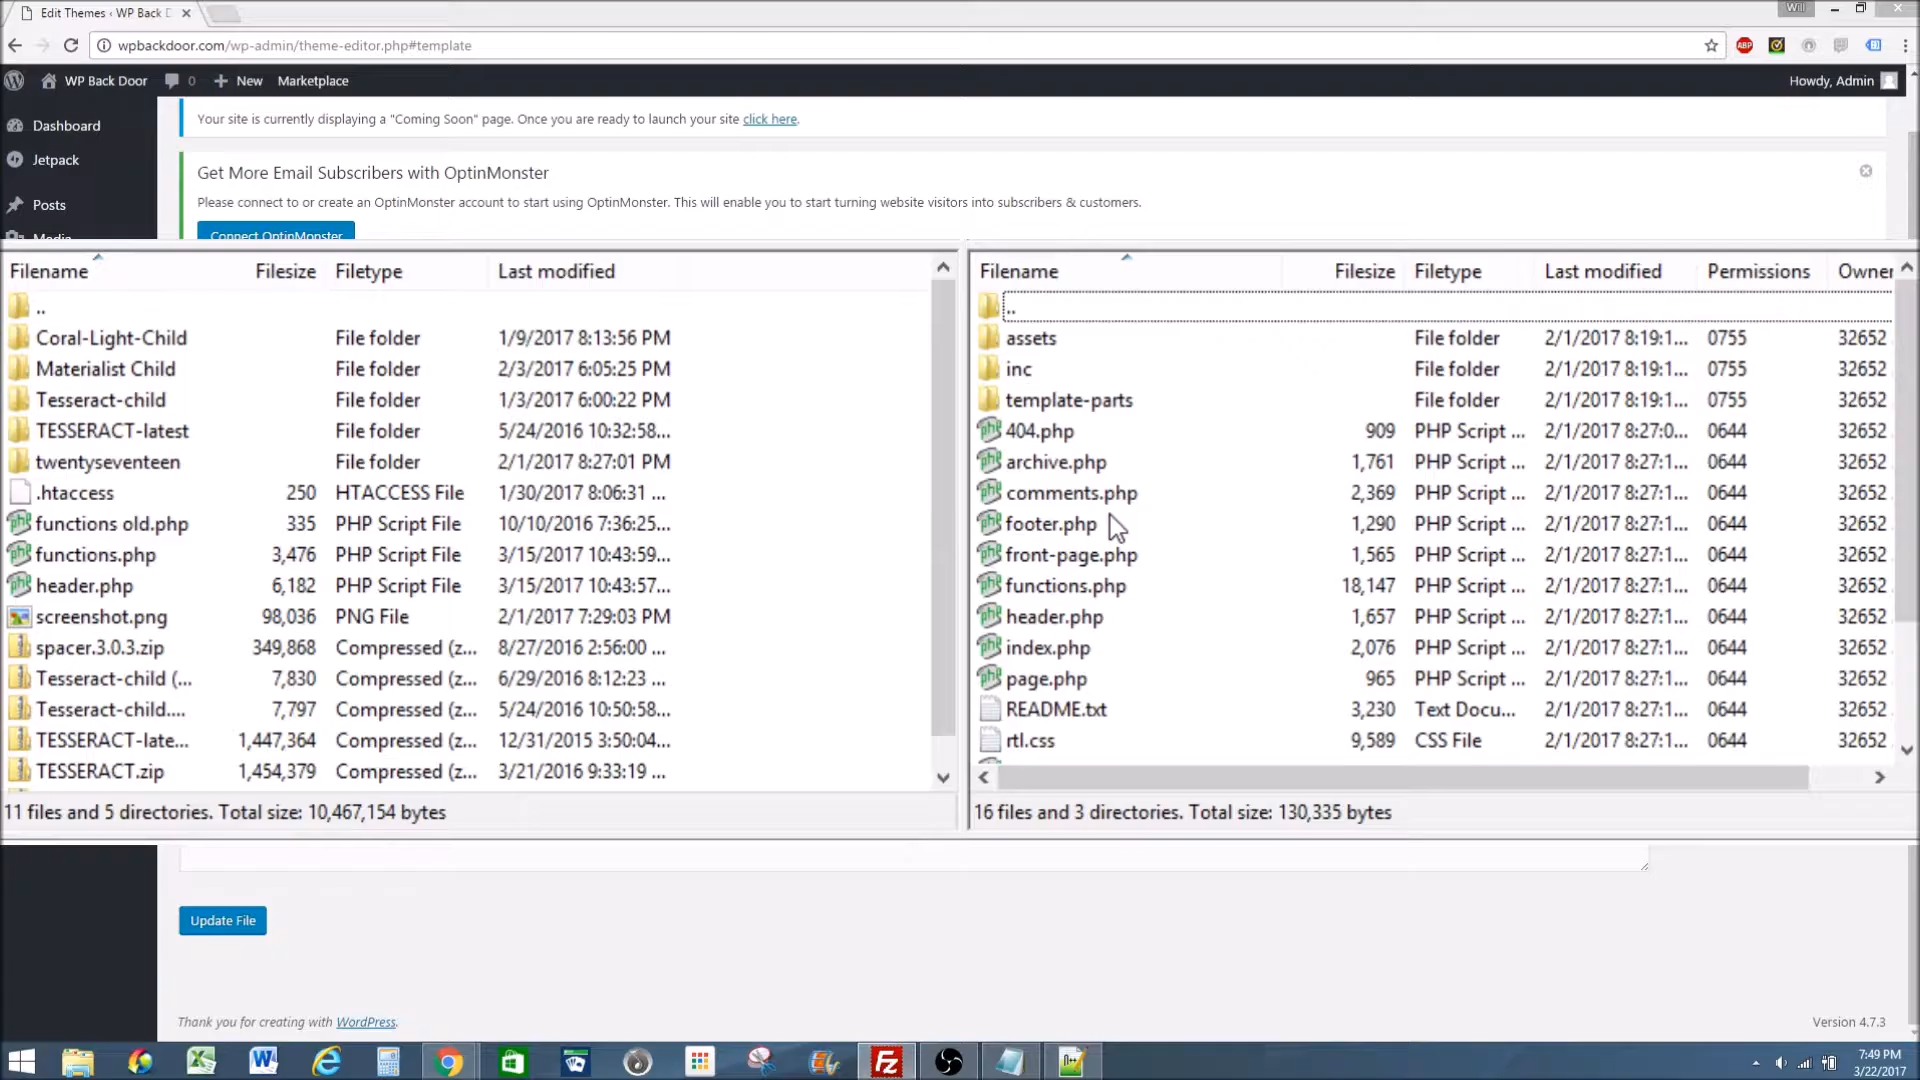 Edit Themes ‹ WP Back D
Will
wpbackdoor.com/wp-admin/theme-editor.php#template
ABP
WP Back Door 0 New Marketplace Howdy, Admin
Dashboard
Jetpack
Posts
Media
Your site is currently displaying a "Coming Soon" page. Once you are ready to launch your site click here.
Get More Email Subscribers with OptinMonster
Please connect to or create an OptinMonster account to start using OptinMonster. This will enable you to start turning website visitors into subscribers & customers.
Connect OptinMonster
Filename Filesize Filetype Last modified
..
Coral-Light-Child File folder 1/9/2017 8:13:56 PM
Materialist Child File folder 2/3/2017 6:05:25 PM
Tesseract-child File folder 1/3/2017 6:00:22 PM
TESSERACT-latest File folder 5/24/2016 10:32:58...
twentyseventeen File folder 2/1/2017 8:27:01 PM
.htaccess 250 HTACCESS File 1/30/2017 8:06:31 ...
functions old.php 335 PHP Script File 10/10/2016 7:36:25...
functions.php 3,476 PHP Script File 3/15/2017 10:43:59...
header.php 6,182 PHP Script File 3/15/2017 10:43:57...
screenshot.png 98,036 PNG File 2/1/2017 7:29:03 PM
spacer.3.0.3.zip 349,868 Compressed (z... 8/27/2016 2:56:00 ...
Tesseract-child (... 7,830 Compressed (z... 6/29/2016 8:12:23 ...
Tesseract-child.... 7,797 Compressed (z... 5/24/2016 10:50:58...
TESSERACT-late... 1,447,364 Compressed (z... 12/31/2015 3:50:04...
TESSERACT.zip 1,454,379 Compressed (z... 3/21/2016 9:33:19 ...
11 files and 5 directories. Total size: 10,467,154 bytes
Filename Filesize Filetype Last modified Permissions Owner
..
assets File folder 2/1/2017 8:19:1... 0755 32652
inc File folder 2/1/2017 8:19:1... 0755 32652
template-parts File folder 2/1/2017 8:19:1... 0755 32652
404.php 909 PHP Script ... 2/1/2017 8:27:0... 0644 32652
archive.php 1,761 PHP Script ... 2/1/2017 8:27:1... 0644 32652
comments.php 2,369 PHP Script ... 2/1/2017 8:27:1... 0644 32652
footer.php 1,290 PHP Script ... 2/1/2017 8:27:1... 0644 32652
front-page.php 1,565 PHP Script ... 2/1/2017 8:27:1... 0644 32652
functions.php 18,147 PHP Script ... 2/1/2017 8:27:1... 0644 32652
header.php 1,657 PHP Script ... 2/1/2017 8:27:1... 0644 32652
index.php 2,076 PHP Script ... 2/1/2017 8:27:1... 0644 32652
page.php 965 PHP Script ... 2/1/2017 8:27:1... 0644 32652
README.txt 3,230 Text Docu... 2/1/2017 8:27:1... 0644 32652
rtl.css 9,589 CSS File 2/1/2017 8:27:1... 0644 32652
16 files and 3 directories. Total size: 130,335 bytes
Update File
Thank you for creating with WordPress.
Version 4.7.3
7:49 PM
3/22/2017